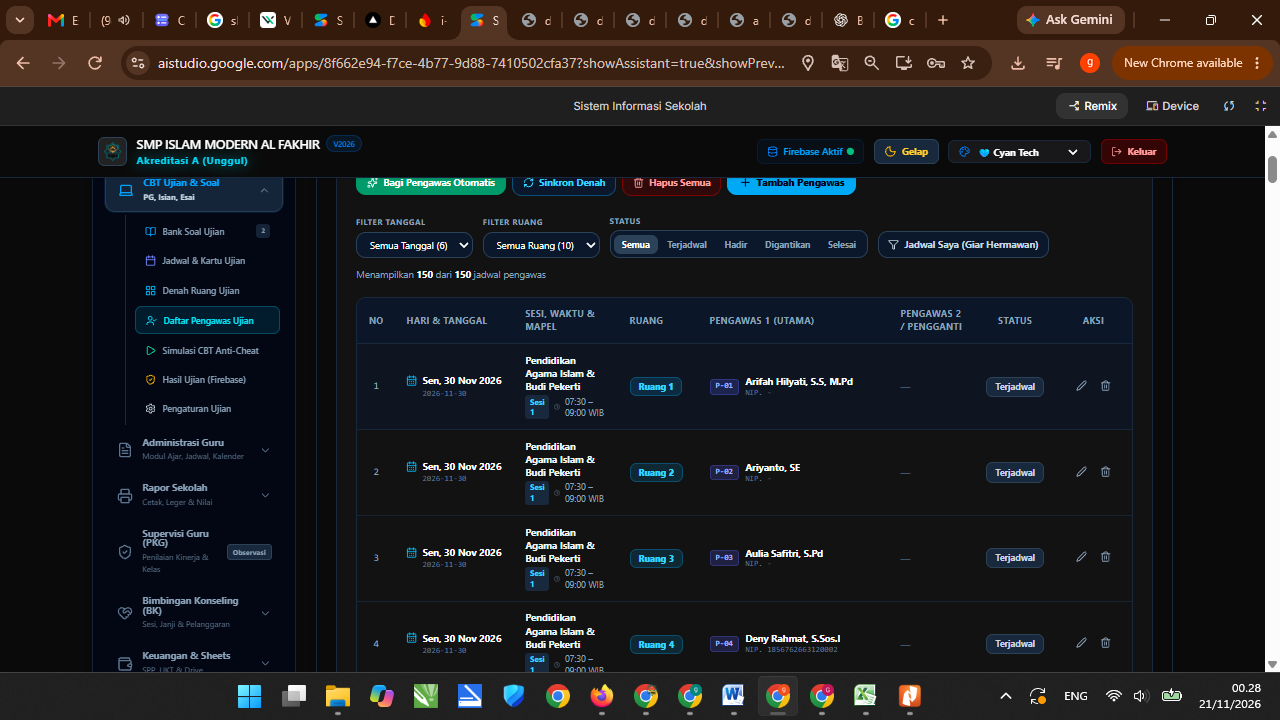 Ask Gemini
aistudio.google.com/apps/8f662e94-f7ce-4b77-9d88-7410502cfa37?showAssistant=true&showPrev...
New Chrome available
Sistem Informasi Sekolah
Remix
Device
SMP ISLAM MODERN AL FAKHIR
V2026
Akreditasi A (Unggul)
Firebase Aktif
Gelap
Cyan Tech
Keluar
CBT Ujian & Soal
PG, Isian, Esai
Bank Soal Ujian
2
Jadwal & Kartu Ujian
Denah Ruang Ujian
Daftar Pengawas Ujian
Simulasi CBT Anti-Cheat
Hasil Ujian (Firebase)
Pengaturan Ujian
Administrasi Guru
Modul Ajar, Jadwal, Kalender
Rapor Sekolah
Cetak, Leger & Nilai
Supervisi Guru
(PKG)
Penilaian Kinerja &
Kelas
Observasi
Bimbingan Konseling
(BK)
Sesi, Janji & Pelanggaran
Keuangan & Sheets
SPP, UKT & Drive
Bagi Pengawas Otomatis
Sinkron Denah
Hapus Semua
Tambah Pengawas
FILTER TANGGAL
Semua Tanggal (6)
FILTER RUANG
Semua Ruang (10)
STATUS
Semua
Terjadwal
Hadir
Digantikan
Selesai
Jadwal Saya (Giar Hermawan)
Menampilkan 150 dari 150 jadwal pengawas
NO
HARI & TANGGAL
SESI, WAKTU &
MAPEL
RUANG
PENGAWAS 1 (UTAMA)
PENGAWAS 2
/ PENGGANTI
STATUS
AKSI
1
Sen, 30 Nov 2026
2026-11-30
Pendidikan
Agama Islam &
Budi Pekerti
Sesi
1
07:30 –
09:00 WIB
Ruang 1
P-01
Arifah Hilyati, S.S, M.Pd
NIP. -
—
Terjadwal
2
Sen, 30 Nov 2026
2026-11-30
Pendidikan
Agama Islam &
Budi Pekerti
Sesi
1
07:30 –
09:00 WIB
Ruang 2
P-02
Ariyanto, SE
NIP. -
—
Terjadwal
3
Sen, 30 Nov 2026
2026-11-30
Pendidikan
Agama Islam &
Budi Pekerti
Sesi
1
07:30 –
09:00 WIB
Ruang 3
P-03
Aulia Safitri, S.Pd
NIP. -
—
Terjadwal
4
Sen, 30 Nov 2026
2026-11-30
Pendidikan
Agama Islam &
Budi Pekerti
Sesi
1
07:30 –
09:00 WIB
Ruang 4
P-04
Deny Rahmat, S.Sos.I
NIP. 1856762663120002
—
Terjadwal
ENG
00.28
21/11/2026